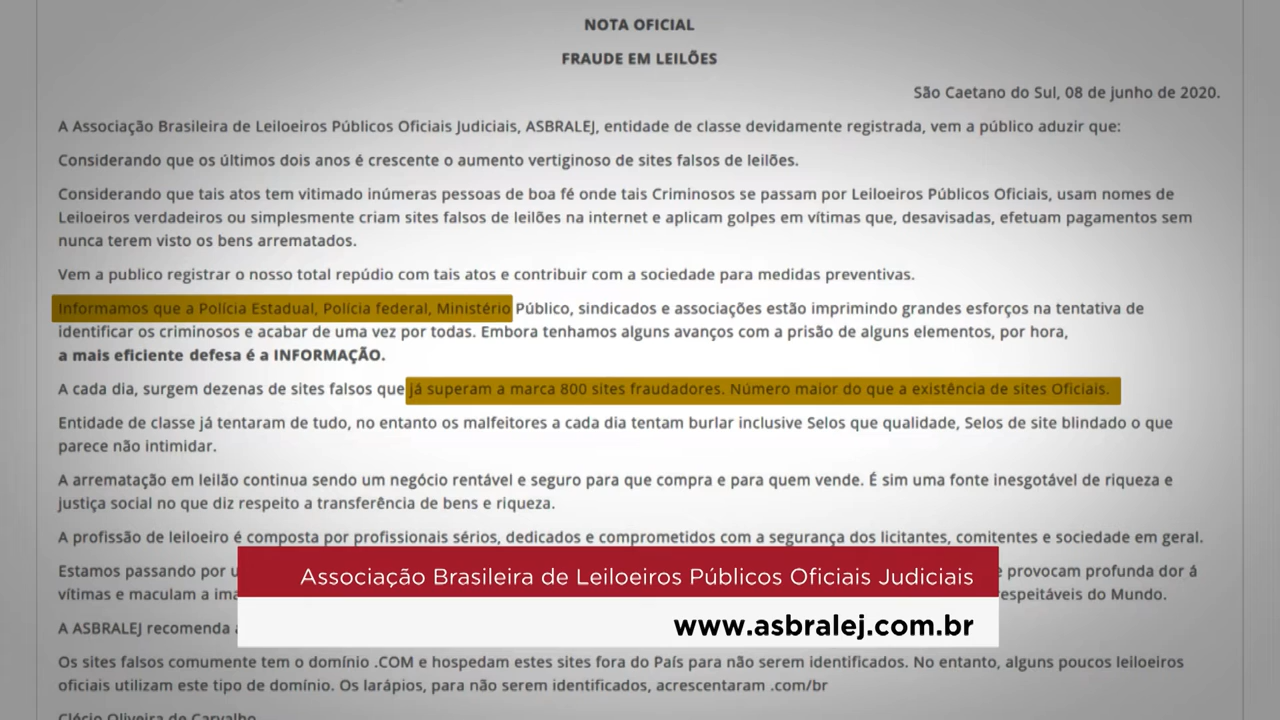 NOTA OFICIAL
FRAUDE EM LEILÕES
São Caetano do Sul, 08 de junho de 2020.
A Associação Brasileira de Leiloeiros Públicos Oficiais Judiciais, ASBRALEJ, entidade de classe devidamente registrada, vem a público aduzir que:
Considerando que os últimos dois anos é crescente o aumento vertiginoso de sites falsos de leilões.
Considerando que tais atos tem vitimado inúmeras pessoas de boa fé onde tais Criminosos se passam por Leiloeiros Públicos Oficiais, usam nomes de
Leiloeiros verdadeiros ou simplesmente criam sites falsos de leilões na internet e aplicam golpes em vítimas que, desavisadas, efetuam pagamentos sem
nunca terem visto os bens arrematados.
Vem a publico registrar o nosso total repúdio com tais atos e contribuir com a sociedade para medidas preventivas.
Informamos que a Polícia Estadual, Polícia federal, Ministério Público, sindicados e associações estão imprimindo grandes esforços na tentativa de
identificar os criminosos e acabar de uma vez por todas. Embora tenhamos alguns avanços com a prisão de alguns elementos, por hora,
a mais eficiente defesa é a INFORMAÇÃO.
A cada dia, surgem dezenas de sites falsos que já superam a marca 800 sites fraudadores. Número maior do que a existência de sites Oficiais.
Entidade de classe já tentaram de tudo, no entanto os malfeitores a cada dia tentam burlar inclusive Selos que qualidade, Selos de site blindado o que
parece não intimidar.
A arrematação em leilão continua sendo um negócio rentável e seguro para que compra e para quem vende. É sim uma fonte inesgotável de riqueza e
justiça social no que diz respeito a transferência de bens e riqueza.
A profissão de leiloeiro é composta por profissionais sérios, dedicados e comprometidos com a segurança dos licitantes, comitentes e sociedade em geral.
Estamos passando por provocam profunda dor á
vítimas e maculam a do Mundo.
A ASBRALEJ recomenda
Associação Brasileira de Leiloeiros Públicos Oficiais Judiciais
www.asbralej.com.br
Os sites falsos comumente tem o domínio .COM e hospedam estes sites fora do País para não serem identificados. No entanto, alguns poucos leiloeiros
oficiais utilizam este tipo de domínio. Os larápios, para não serem identificados, acrescentaram .com/br
Clécio Oliveira de Carvalho